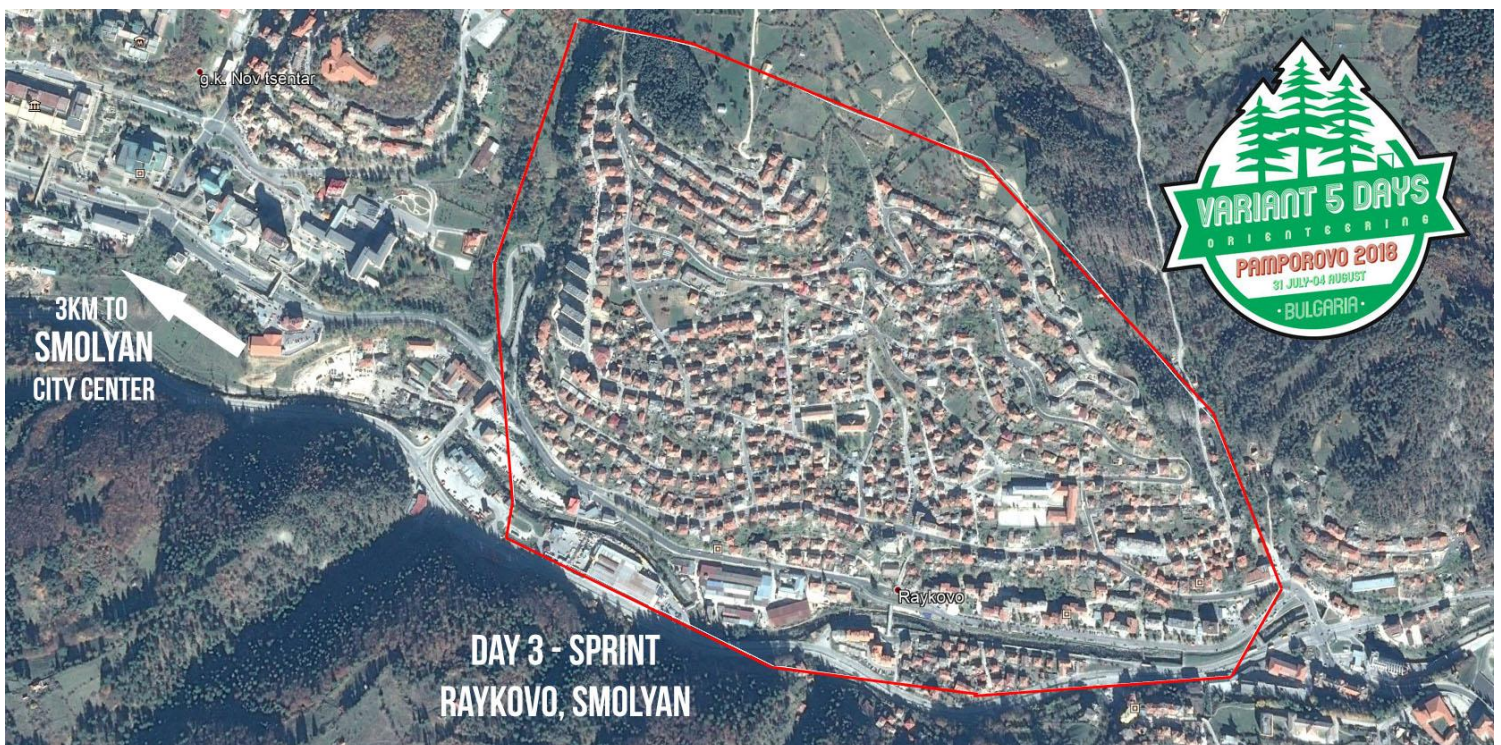 g.k. Nov tsentar
3KM TO
SMOLYAN
CITY CENTER
VARIANT 5 DAYS
ORIENTEERING
PAMPOROVO 2018
31 JULY-04 AUGUST
· BULGARIA ·
Raykovo
DAY 3 - SPRINT
RAYKOVO, SMOLYAN